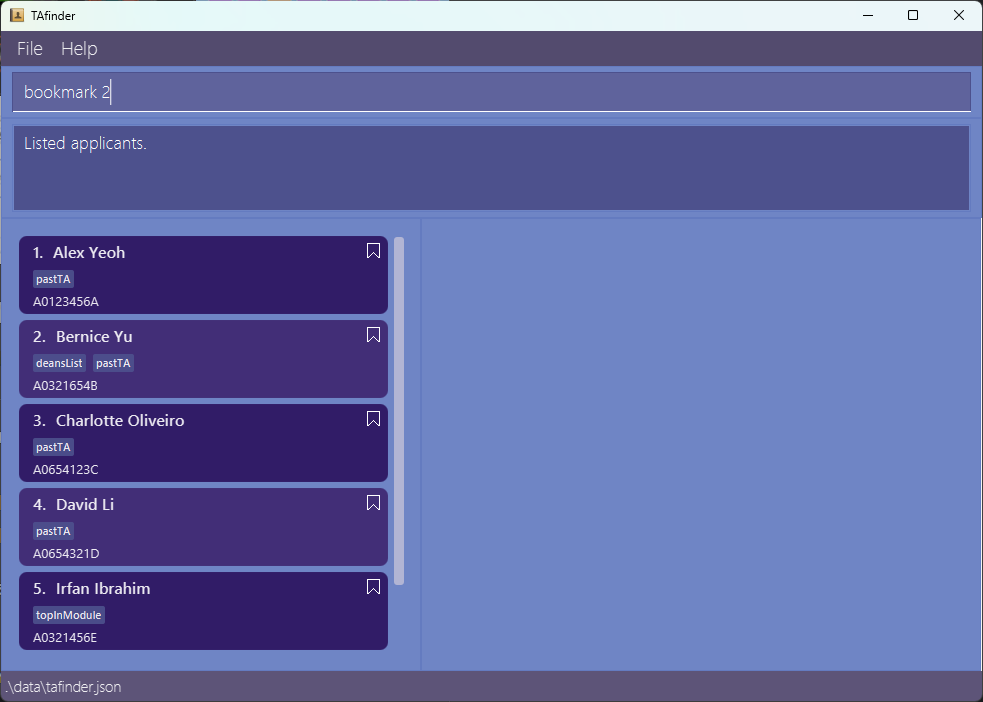 TAfinder
File Help
bookmark 2
Listed applicants.
1. Alex Yeoh
pastTA
A0123456A
2. Bernice Yu
deansList pastTA
A0321654B
3. Charlotte Oliveiro
pastTA
A0654123C
4. David Li
pastTA
A0654321D
5. Irfan Ibrahim
topInModule
A0321456E
.\data\tafinder.json